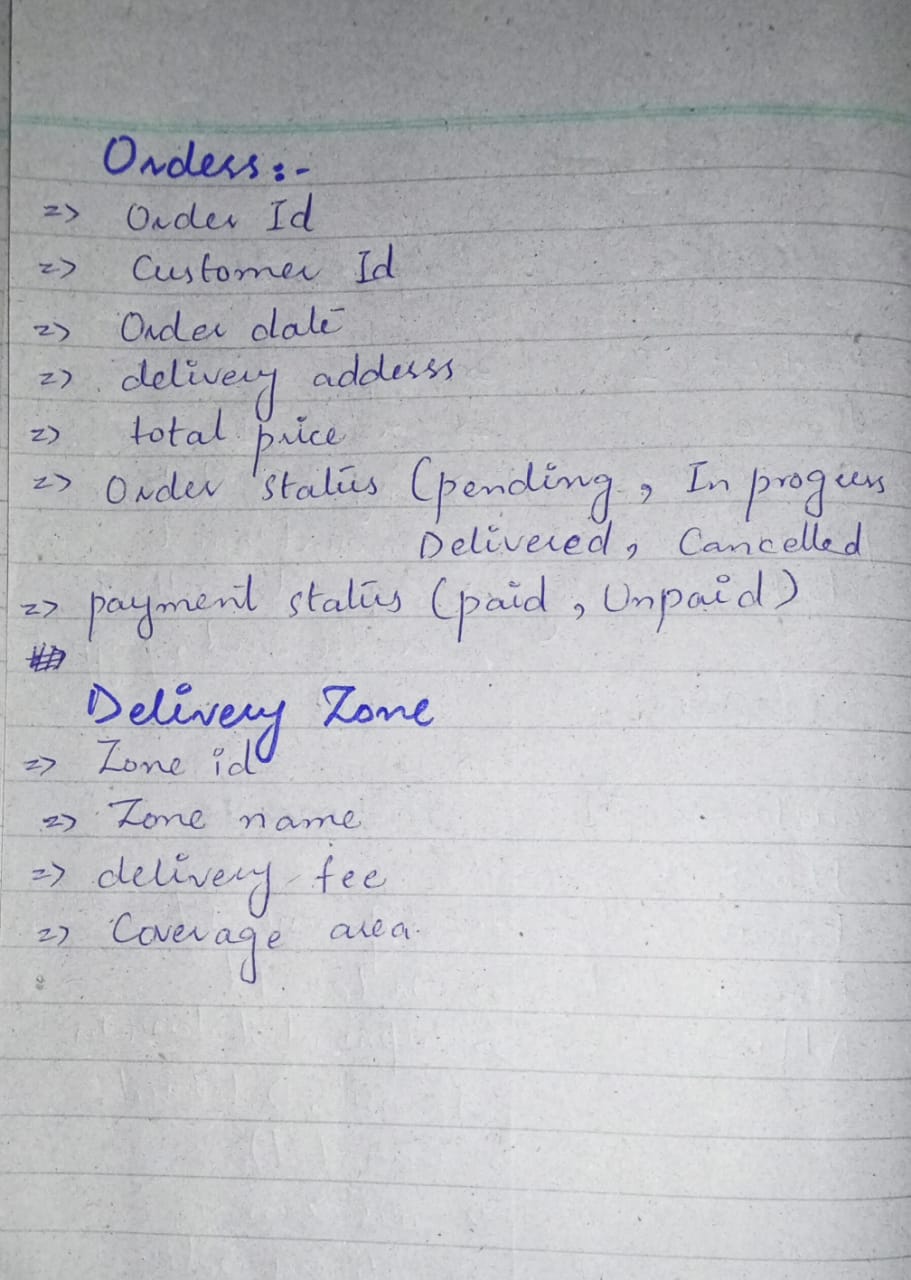 Orders:-
=> Order Id
=> Customer Id
=> Order date
=> delivery address
=> total price
=> Order status (pending, In progress
Delivered, Cancelled
=> payment status (paid, Unpaid)
Delivery Zone
=> Zone id
=> Zone name
=> delivery fee
=> Coverage area.